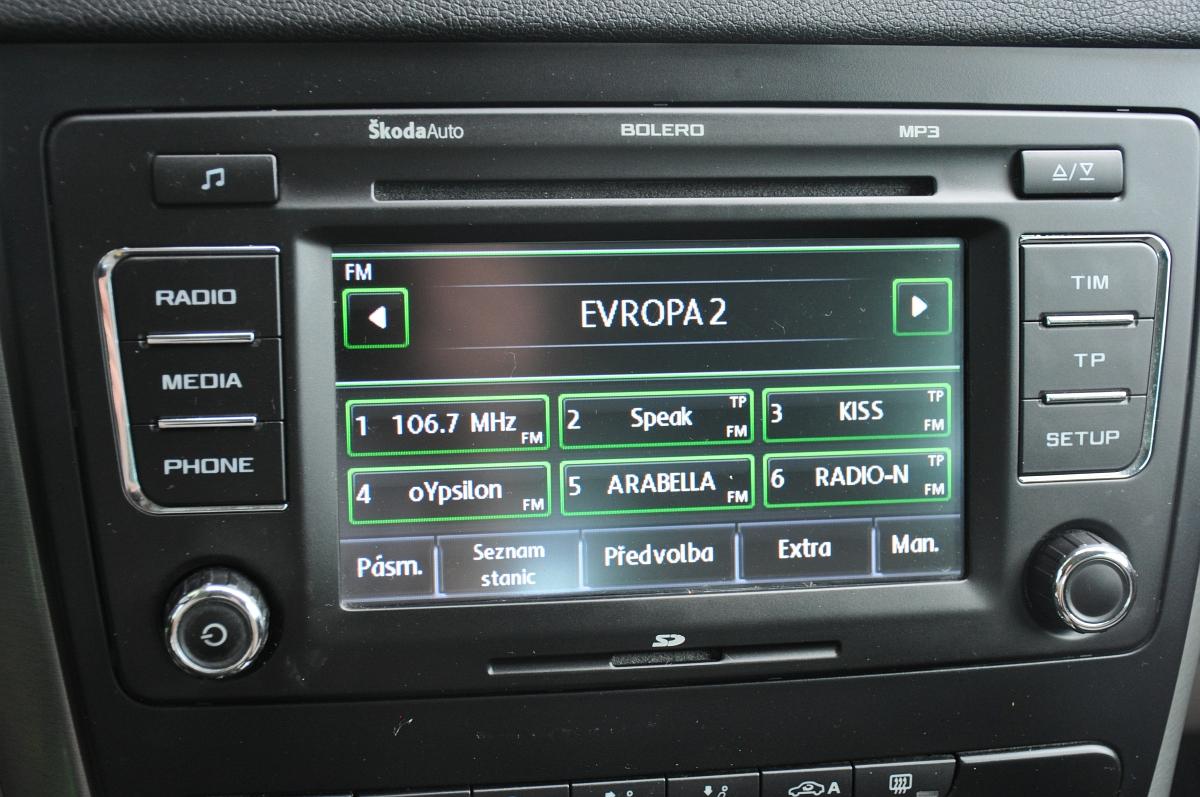 ŠkodaAuto BOLERO MP3
FM
RADIO
MEDIA
PHONE
EVROPA 2
TIM
TP
SETUP
1 106.7 MHz FM
2 Speak TP FM
3 KISS TP FM
4 oYpsilon FM
5 ARABELLA FM
6 RADIO-N TP FM
Pásm.
Seznam
stanic
Předvolba
Extra
Man.
SD
A